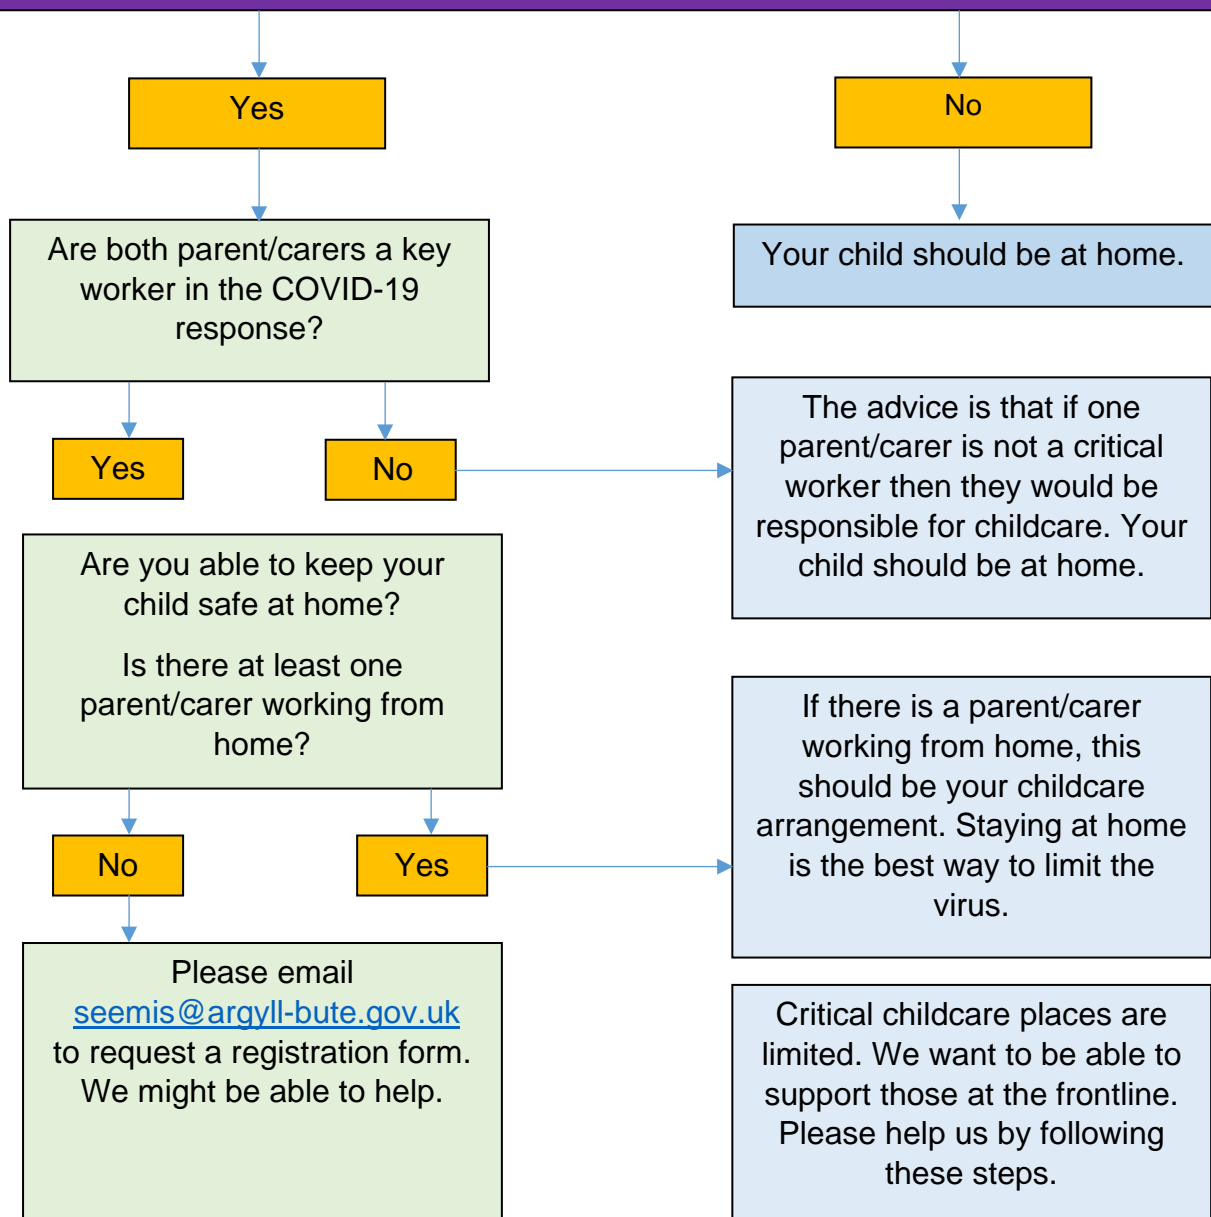 Yes
No
Are both parent/carers a key
worker in the COVID-19
response?
Your child should be at home.
Yes
No
The advice is that if one
parent/carer is not a critical
worker then they would be
responsible for childcare. Your
child should be at home.
Are you able to keep your
child safe at home?
Is there at least one
parent/carer working from
home?
If there is a parent/carer
working from home, this
should be your childcare
arrangement. Staying at home
is the best way to limit the
virus.
No
Yes
Please email
seemis@argyll-bute.gov.uk
to request a registration form.
We might be able to help.
Critical childcare places are
limited. We want to be able to
support those at the frontline.
Please help us by following
these steps.